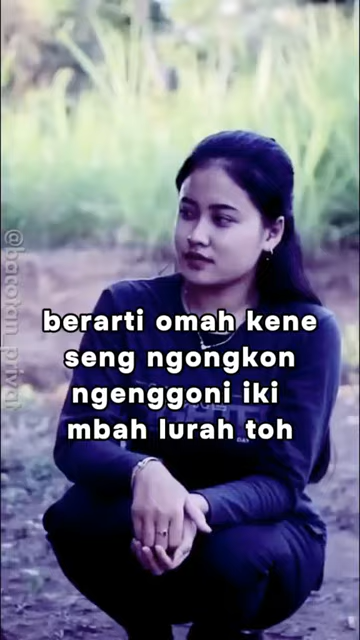 berarti omah kene
seng ngongkon
ngenggoni iki
mbah lurah toh